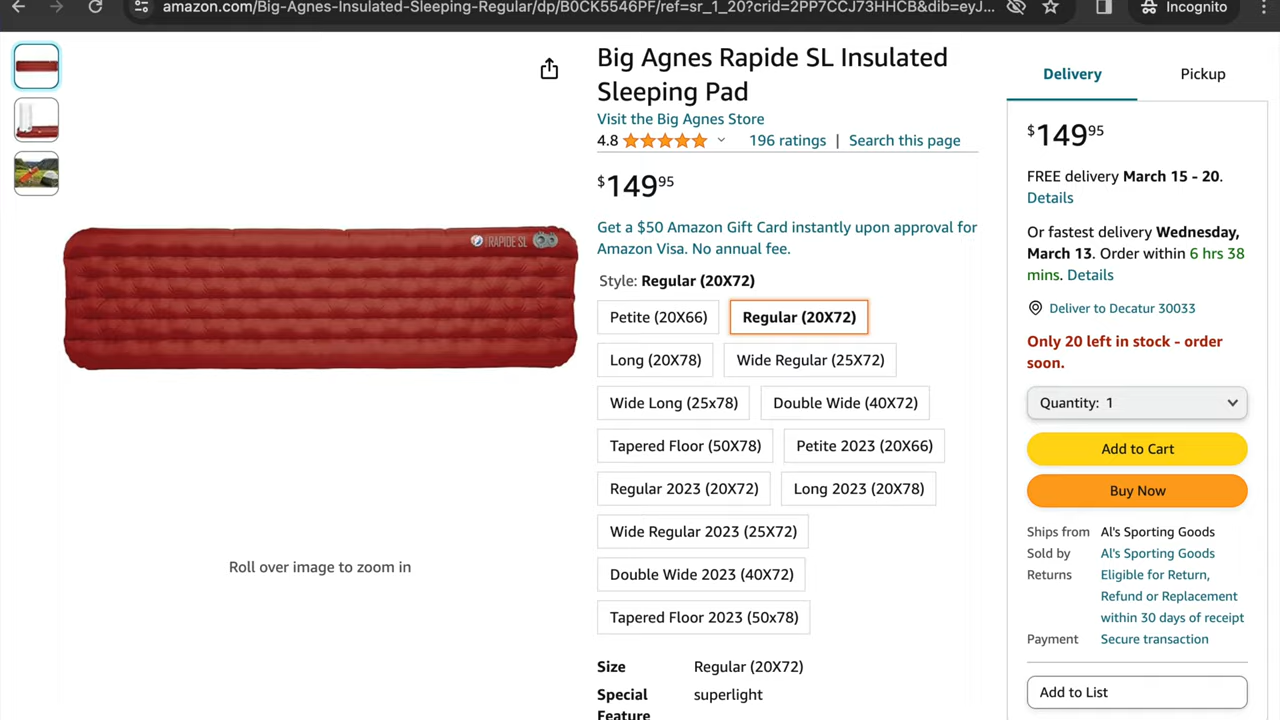 amazon.com/Big-Agnes-Insulated-Sleeping-Regular/dp/B0CK5546PF/ref=sr_1_20?crid=2PP7CCJ73HHCB&dib=eyJ...
Incognito
RAPIDE SL
Roll over image to zoom in
Big Agnes Rapide SL Insulated
Sleeping Pad
Visit the Big Agnes Store
4.8 196 ratings | Search this page
$149 95
Get a $50 Amazon Gift Card instantly upon approval for
Amazon Visa. No annual fee.
Style: Regular (20X72)
Petite (20X66) Regular (20X72)
Long (20X78) Wide Regular (25X72)
Wide Long (25x78) Double Wide (40X72)
Tapered Floor (50X78) Petite 2023 (20X66)
Regular 2023 (20X72) Long 2023 (20X78)
Wide Regular 2023 (25X72)
Double Wide 2023 (40X72)
Tapered Floor 2023 (50x78)
Size Regular (20X72)
Special superlight
Feature
Delivery Pickup
$149 95
FREE delivery March 15 - 20.
Details
Or fastest delivery Wednesday,
March 13. Order within 6 hrs 38
mins. Details
Deliver to Decatur 30033
Only 20 left in stock - order
soon.
Quantity: 1
Add to Cart
Buy Now
Ships from Al's Sporting Goods
Sold by Al's Sporting Goods
Returns Eligible for Return,
Refund or Replacement
within 30 days of receipt
Payment Secure transaction
Add to List